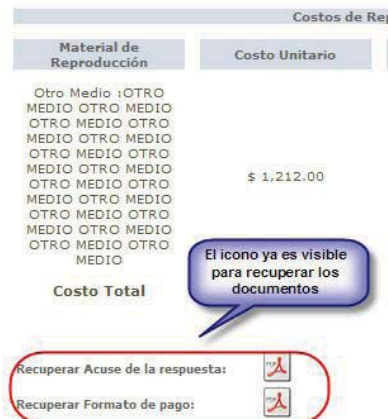 Costos de Rep
Material de
Reproducción
Costo Unitario
Otro Medio :OTRO
MEDIO OTRO MEDIO
OTRO MEDIO OTRO
MEDIO OTRO MEDIO
OTRO MEDIO OTRO
MEDIO OTRO MEDIO
OTRO MEDIO OTRO
MEDIO OTRO MEDIO
OTRO MEDIO OTRO
MEDIO OTRO MEDIO
OTRO MEDIO OTRO
MEDIO
$ 1,212.00
Costo Total
El icono ya es visible
para recuperar los
documentos
Recuperar Acuse de la respuesta:
Recuperar Formato de pago: